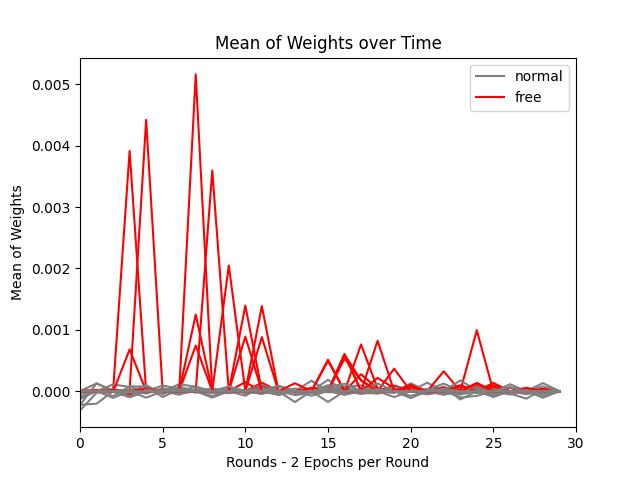 Mean of Weights over Time
normal
free
Mean of Weights
0.005
0.004
0.003
0.002
0.001
0.000
0 5 10 15 20 25 30
Rounds - 2 Epochs per Round